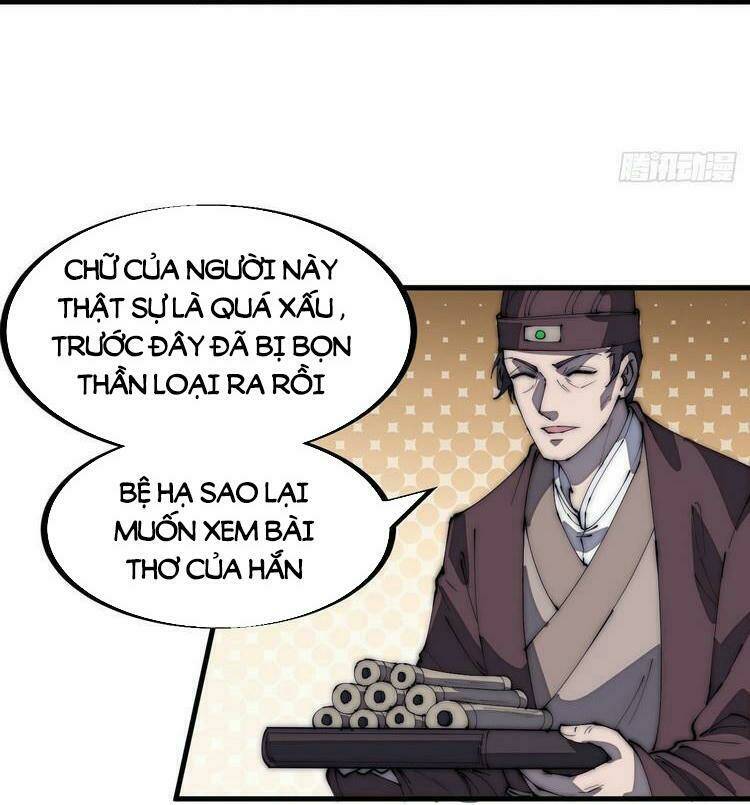 腾讯动漫
CHỮ CỦA NGƯỜI NÀY
THẬT SỰ LÀ QUÁ XẤU ,
TRƯỚC ĐÂY ĐÃ BỊ BỌN
THẦN LOẠI RA RỒI
BỆ HẠ SAO LẠI
MUỐN XEM BÀI
THƠ CỦA HẮN